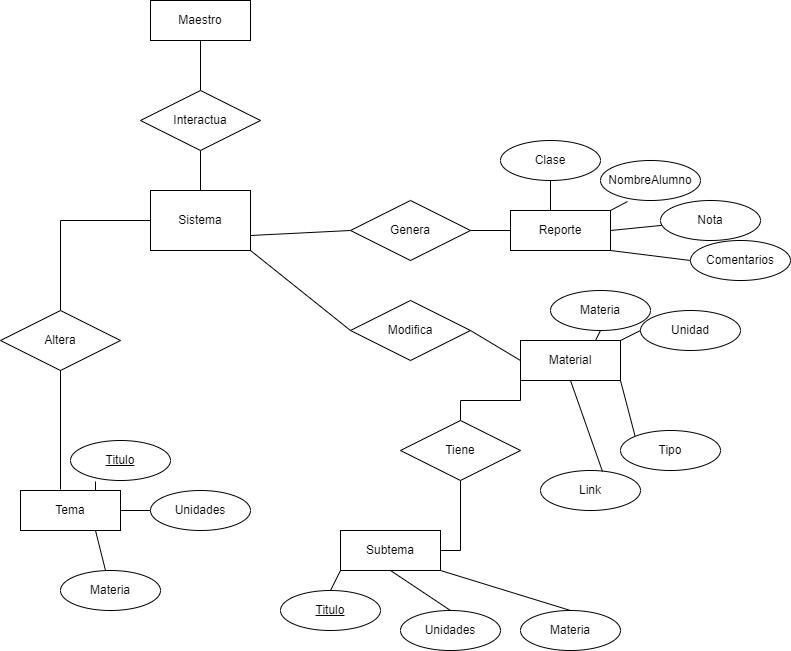 Maestro
Interactua
Sistema
Genera
Clase
NombreAlumno
Reporte
Nota
Comentarios
Altera
Modifica
Materia
Unidad
Material
Tiene
Tipo
Link
Titulo
Tema
Unidades
Materia
Subtema
Titulo
Unidades
Materia